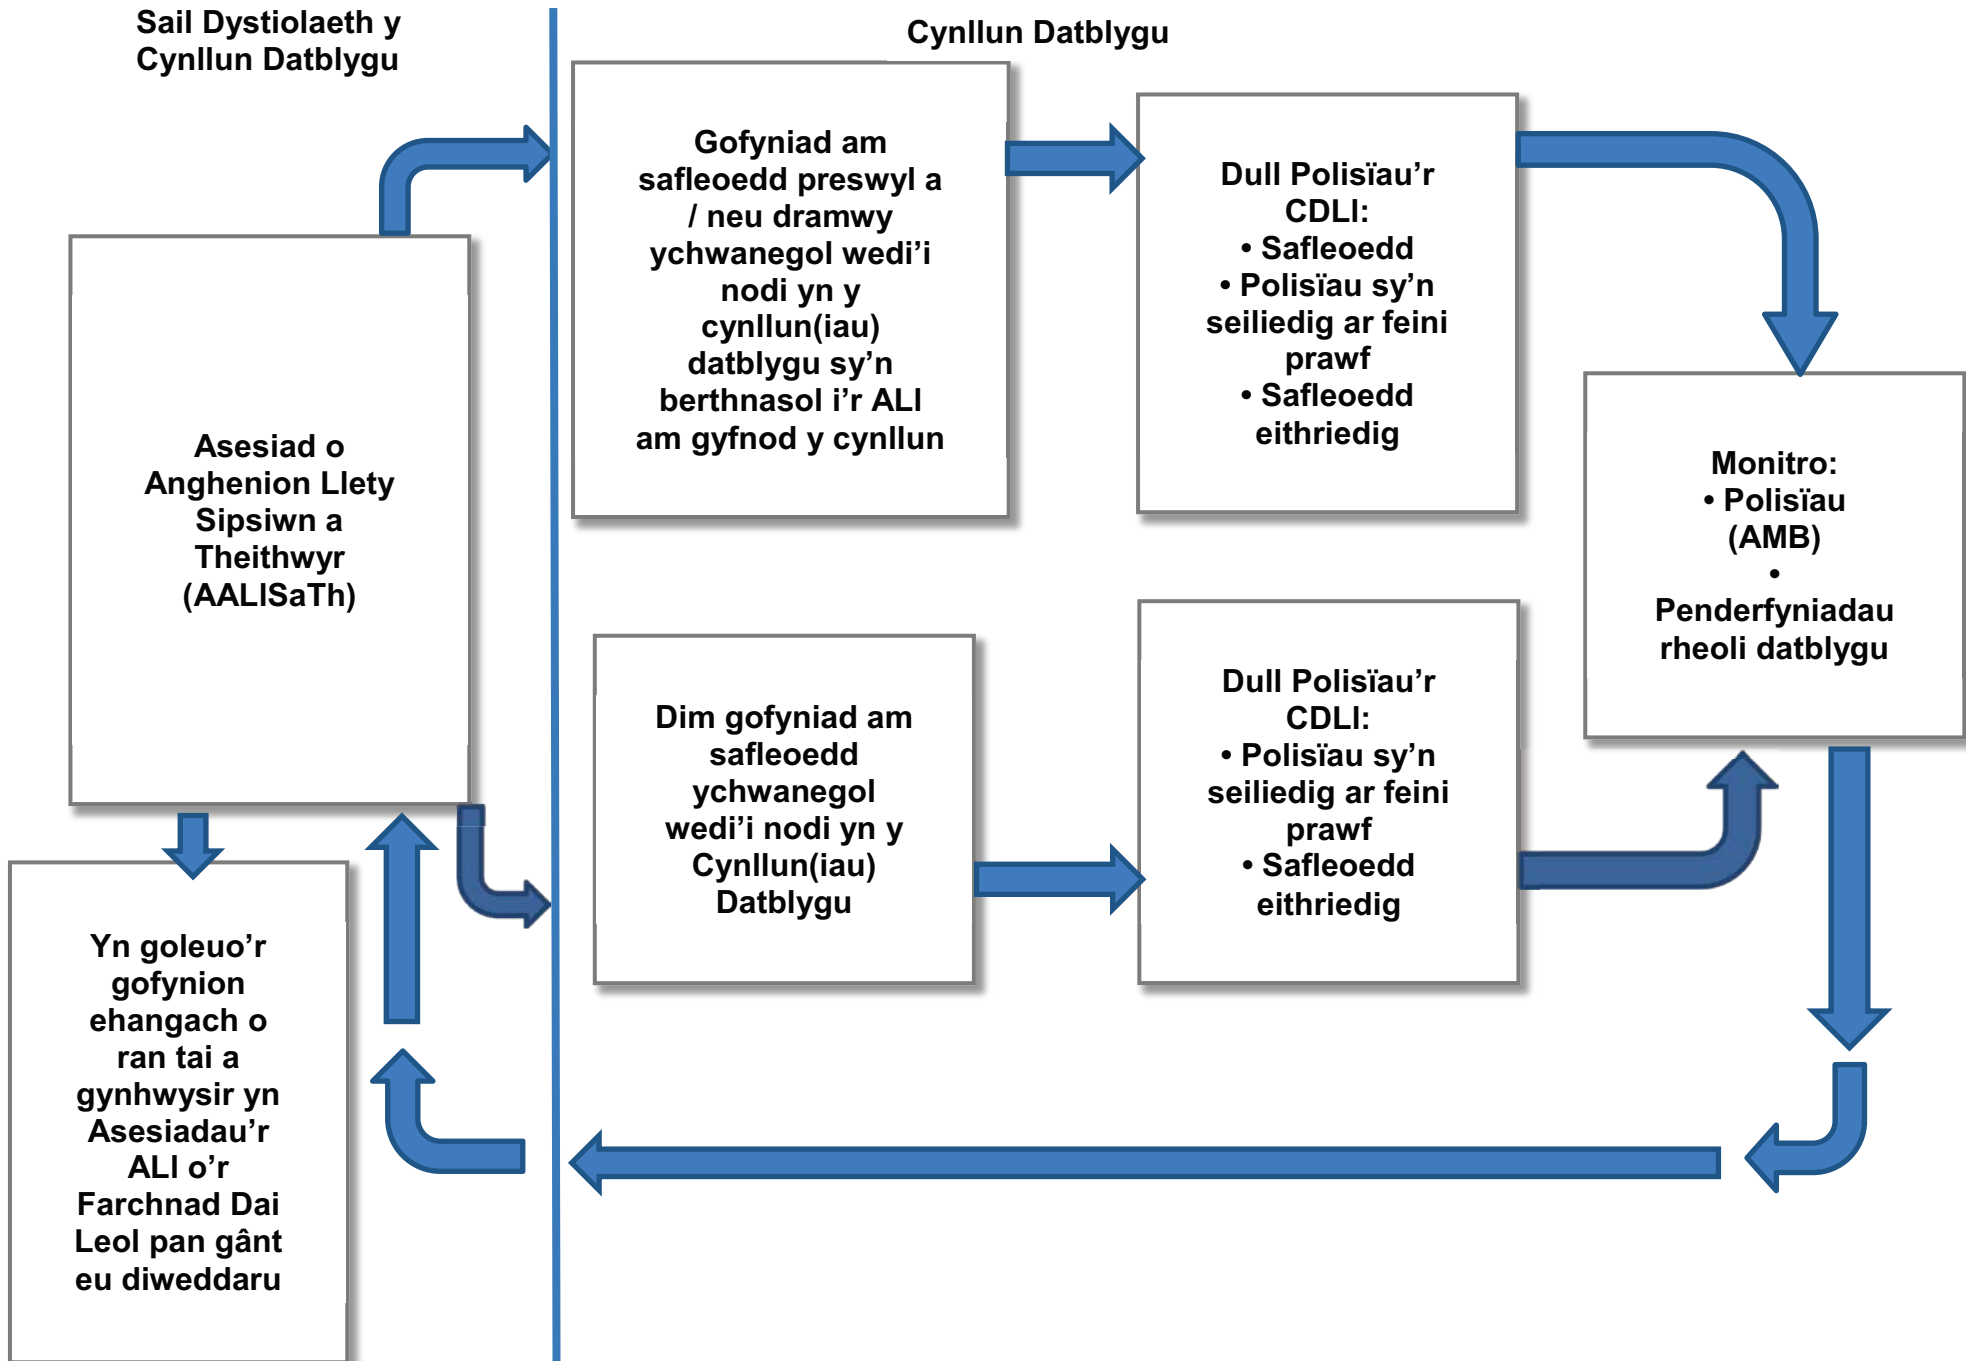 Sail Dystiolaeth y
Cynllun Datblygu
Cynllun Datblygu
Asesiad o
Anghenion Llety
Sipsiwn a
Theithwyr
(AALlSaTh)
Yn goleuo’r
gofynion
ehangach o
ran tai a
gynhwysir yn
Asesiadau’r
ALl o’r
Farchnad Dai
Leol pan gânt
eu diweddaru
Gofyniad am
safleoedd preswyl a
/ neu dramwy
ychwanegol wedi’i
nodi yn y
cynllun(iau)
datblygu sy’n
berthnasol i’r ALl
am gyfnod y cynllun
Dull Polisïau’r
CDLl:
• Safleoedd
• Polisïau sy’n
seiliedig ar feini
prawf
• Safleoedd
eithriedig
Dim gofyniad am
safleoedd
ychwanegol
wedi’i nodi yn y
Cynllun(iau)
Datblygu
Dull Polisïau’r
CDLl:
• Polisïau sy’n
seiliedig ar feini
prawf
• Safleoedd
eithriedig
Monitro:
• Polisïau
(AMB)
•
Penderfyniadau
rheoli datblygu